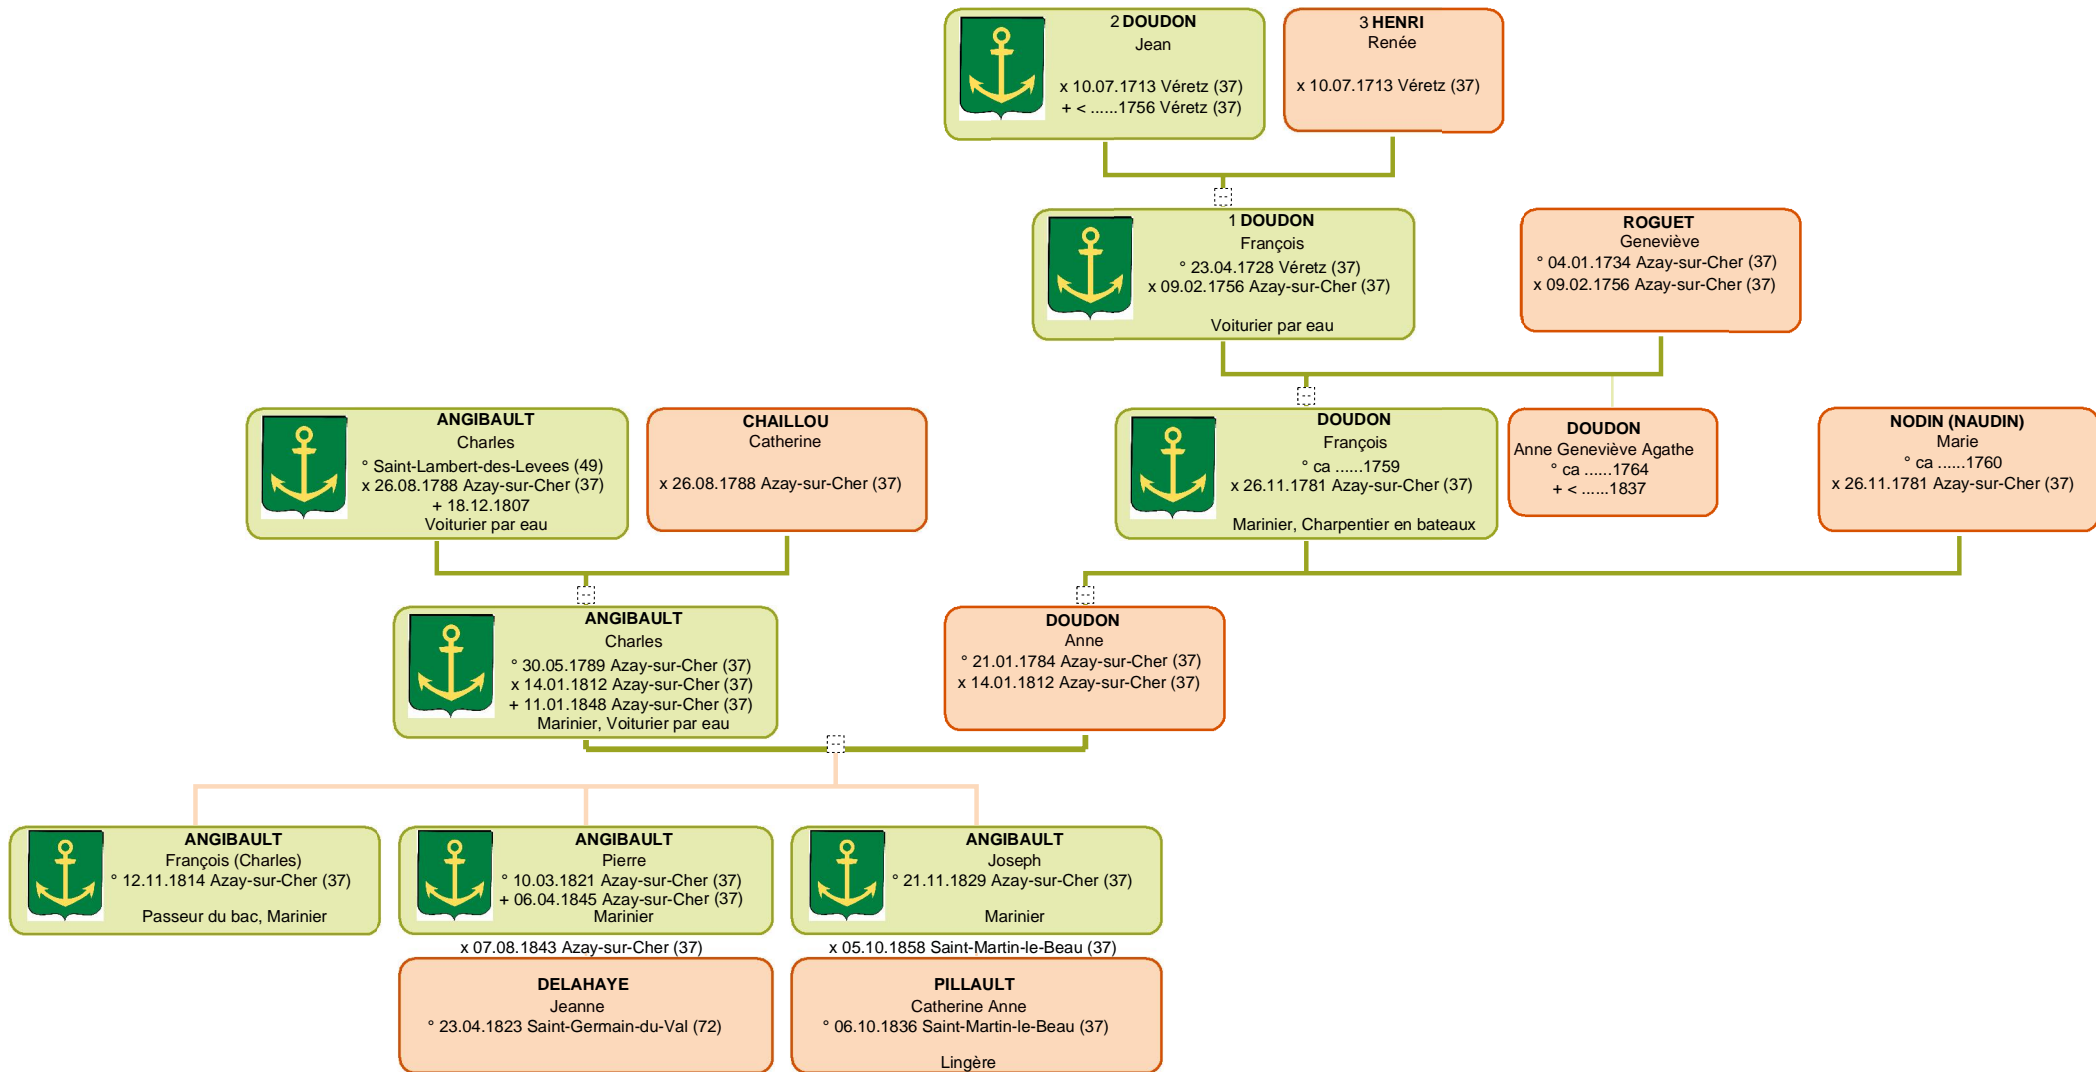 2 DOUDON
Jean
x 10.07.1713 Véretz (37)
+ < ......1756 Véretz (37)
3 HENRI
Renée
x 10.07.1713 Véretz (37)
1 DOUDON
François
° 23.04.1728 Véretz (37)
x 09.02.1756 Azay-sur-Cher (37)
Voiturier par eau
ROGUET
Geneviève
° 04.01.1734 Azay-sur-Cher (37)
x 09.02.1756 Azay-sur-Cher (37)
ANGIBAULT
Charles
° Saint-Lambert-des-Levees (49)
x 26.08.1788 Azay-sur-Cher (37)
+ 18.12.1807
Voiturier par eau
CHAILLOU
Catherine
x 26.08.1788 Azay-sur-Cher (37)
DOUDON
François
° ca ......1759
x 26.11.1781 Azay-sur-Cher (37)
Marinier, Charpentier en bateaux
DOUDON
Anne Geneviève Agathe
° ca ......1764
+ < ......1837
NODIN (NAUDIN)
Marie
° ca ......1760
x 26.11.1781 Azay-sur-Cher (37)
ANGIBAULT
Charles
° 30.05.1789 Azay-sur-Cher (37)
x 14.01.1812 Azay-sur-Cher (37)
+ 11.01.1848 Azay-sur-Cher (37)
Marinier, Voiturier par eau
DOUDON
Anne
° 21.01.1784 Azay-sur-Cher (37)
x 14.01.1812 Azay-sur-Cher (37)
ANGIBAULT
François (Charles)
° 12.11.1814 Azay-sur-Cher (37)
Passeur du bac, Marinier
ANGIBAULT
Pierre
° 10.03.1821 Azay-sur-Cher (37)
+ 06.04.1845 Azay-sur-Cher (37)
Marinier
x 07.08.1843 Azay-sur-Cher (37)
DELAHAYE
Jeanne
° 23.04.1823 Saint-Germain-du-Val (72)
ANGIBAULT
Joseph
° 21.11.1829 Azay-sur-Cher (37)
Marinier
x 05.10.1858 Saint-Martin-le-Beau (37)
PILLAULT
Catherine Anne
° 06.10.1836 Saint-Martin-le-Beau (37)
Lingère